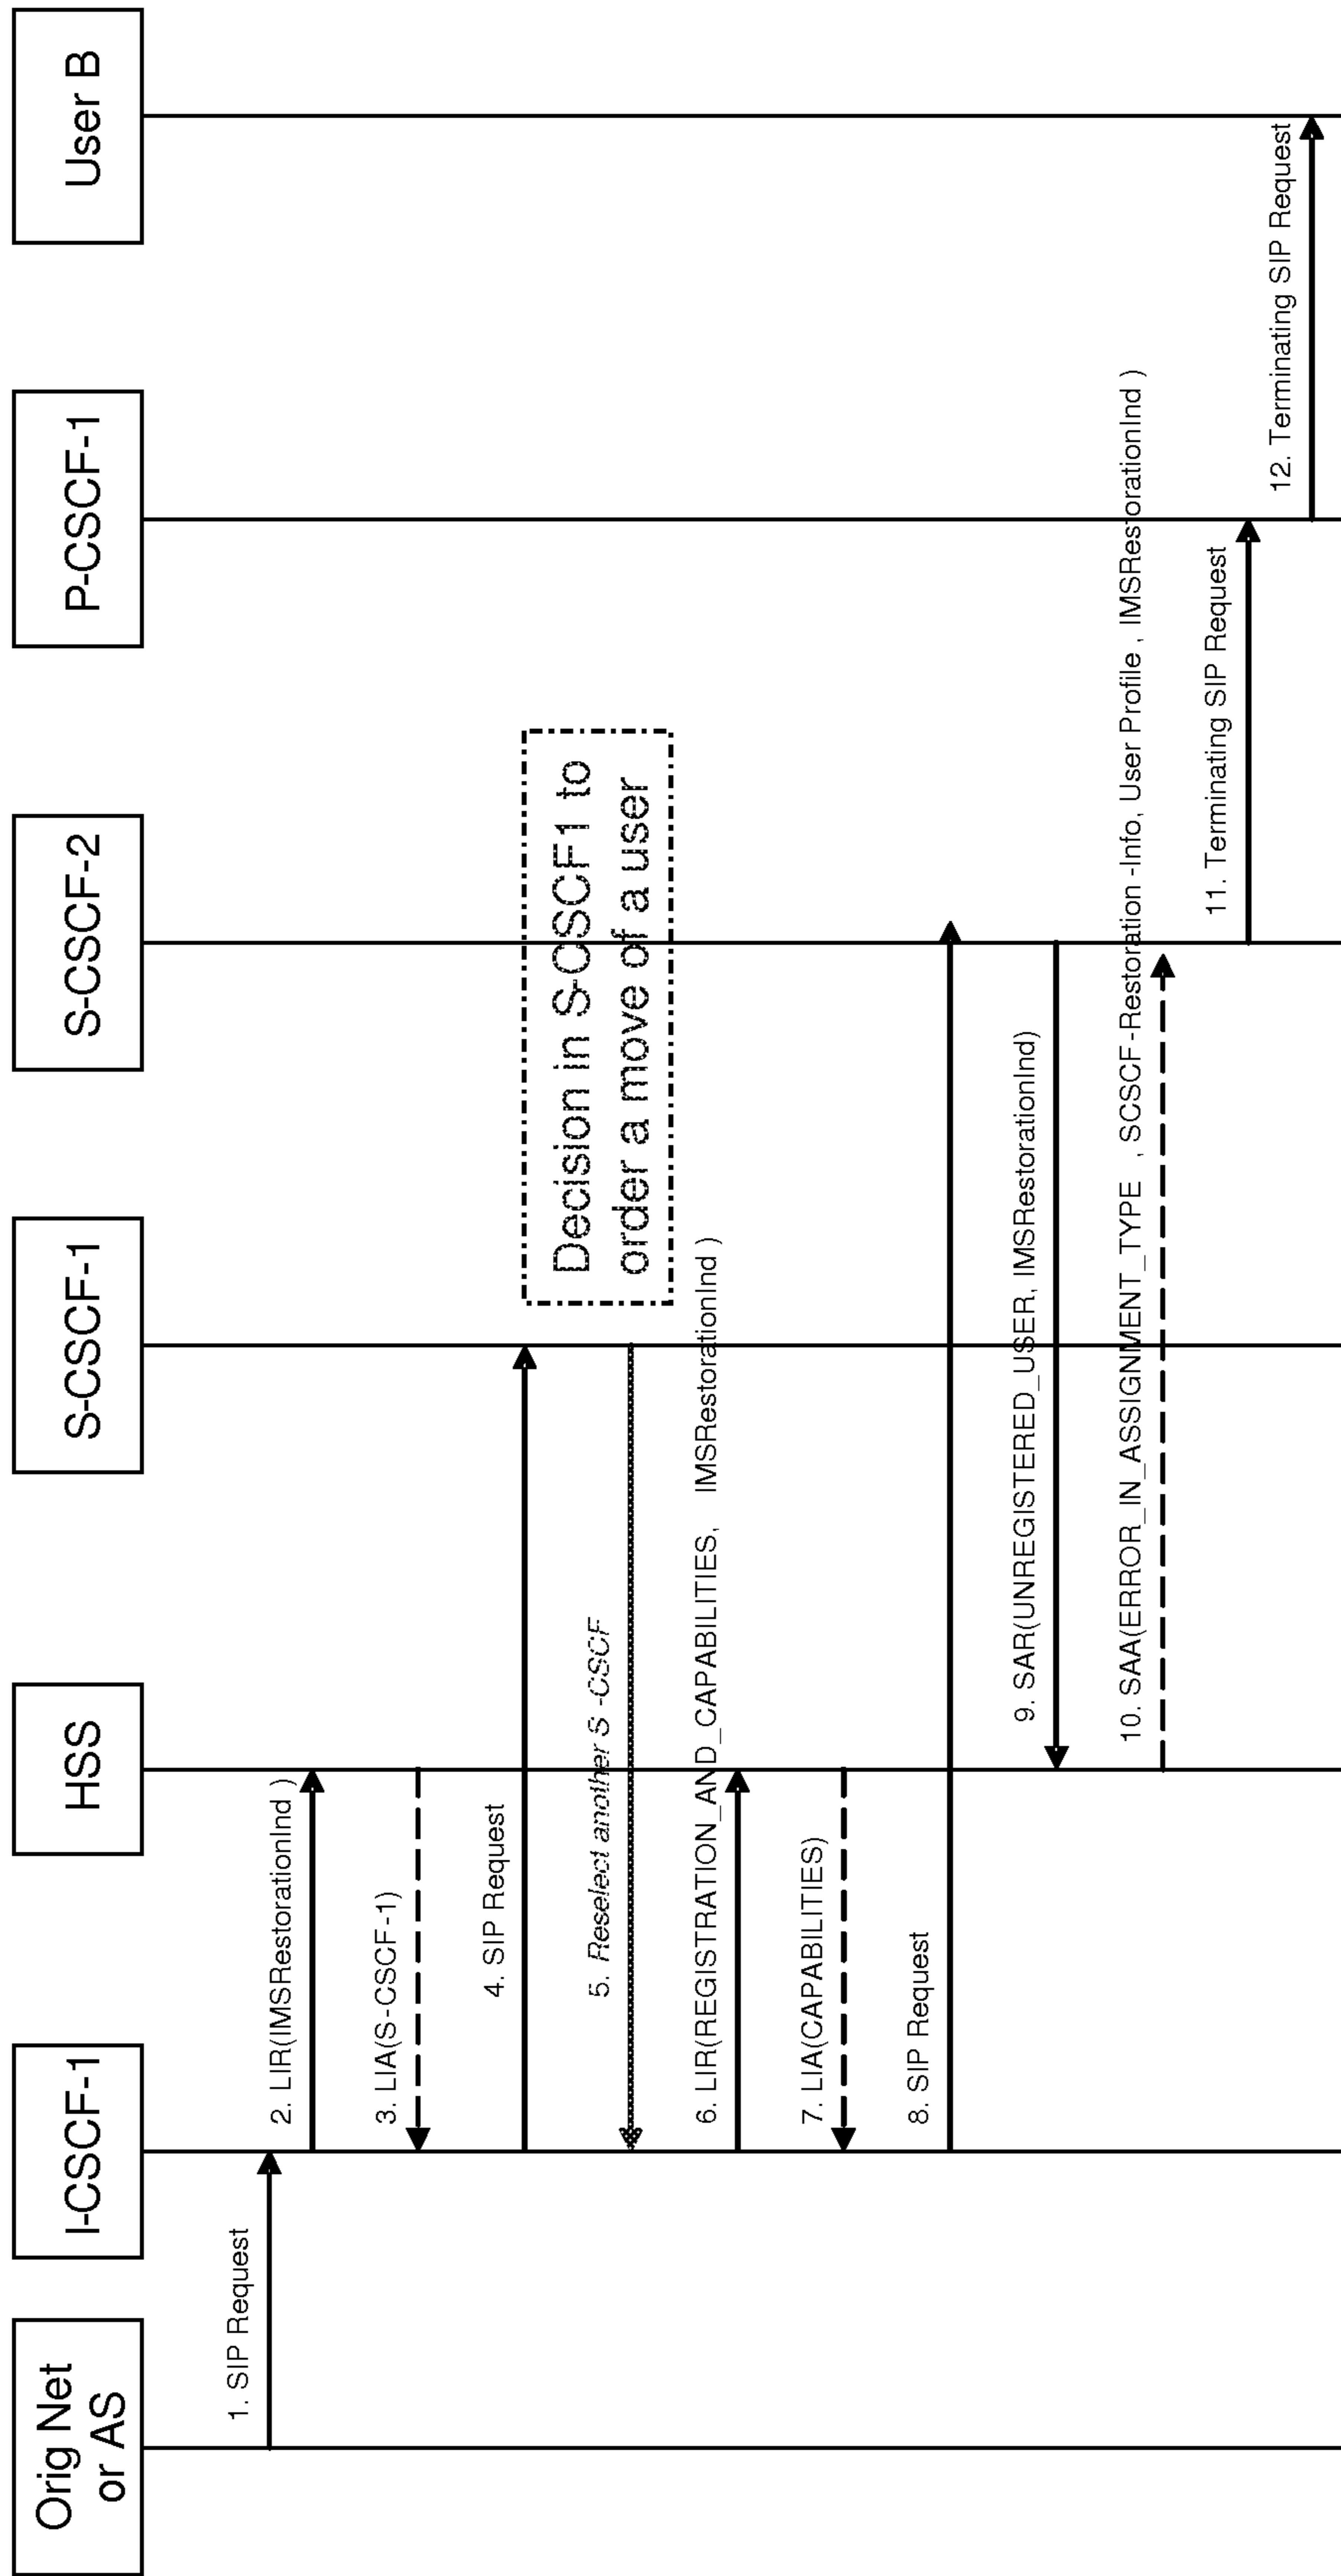 Orig Net
or AS
I-CSCF-1
HSS
S-CSCF-1
S-CSCF-2
P-CSCF-1
User B
1. SIP Request
2. LIR(IMSRestorationInd )
3. LIA(S-CSCF-1)
4. SIP Request
Decision in S-CSCF1 to
order a move of a user
5. Reselect another S -CSCF
6. LIR(REGISTRATION_AND_CAPABILITIES, IMSRestorationInd )
7. LIA(CAPABILITIES)
8. SIP Request
9. SAR(UNREGISTERED_USER, IMSRestorationInd)
10. SAA(ERROR_IN_ASSIGNMENT_TYPE , SCSCF-Restoration -Info, User Profile , IMSRestorationInd )
11. Terminating SIP Request
12. Terminating SIP Request